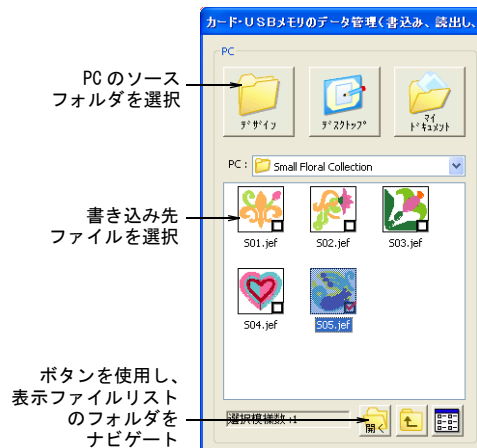 カード・USBメモリのデータ管理(書込み、読出し、
PC
PCのソース
フォルダを選択
ﾃﾞｻﾞｲﾝ
ﾃﾞｽｸﾄｯﾌﾟ
ﾏｲ
ﾄﾞｷｭﾒﾝﾄ
PC : Small Floral Collection
書き込み先
ファイルを選択
S01.jef
S02.jef
S03.jef
S04.jef
S05.jef
ボタンを使用し、
表示ファイルリスト
のフォルダを
ナビゲート
選択模様数 :1
開く